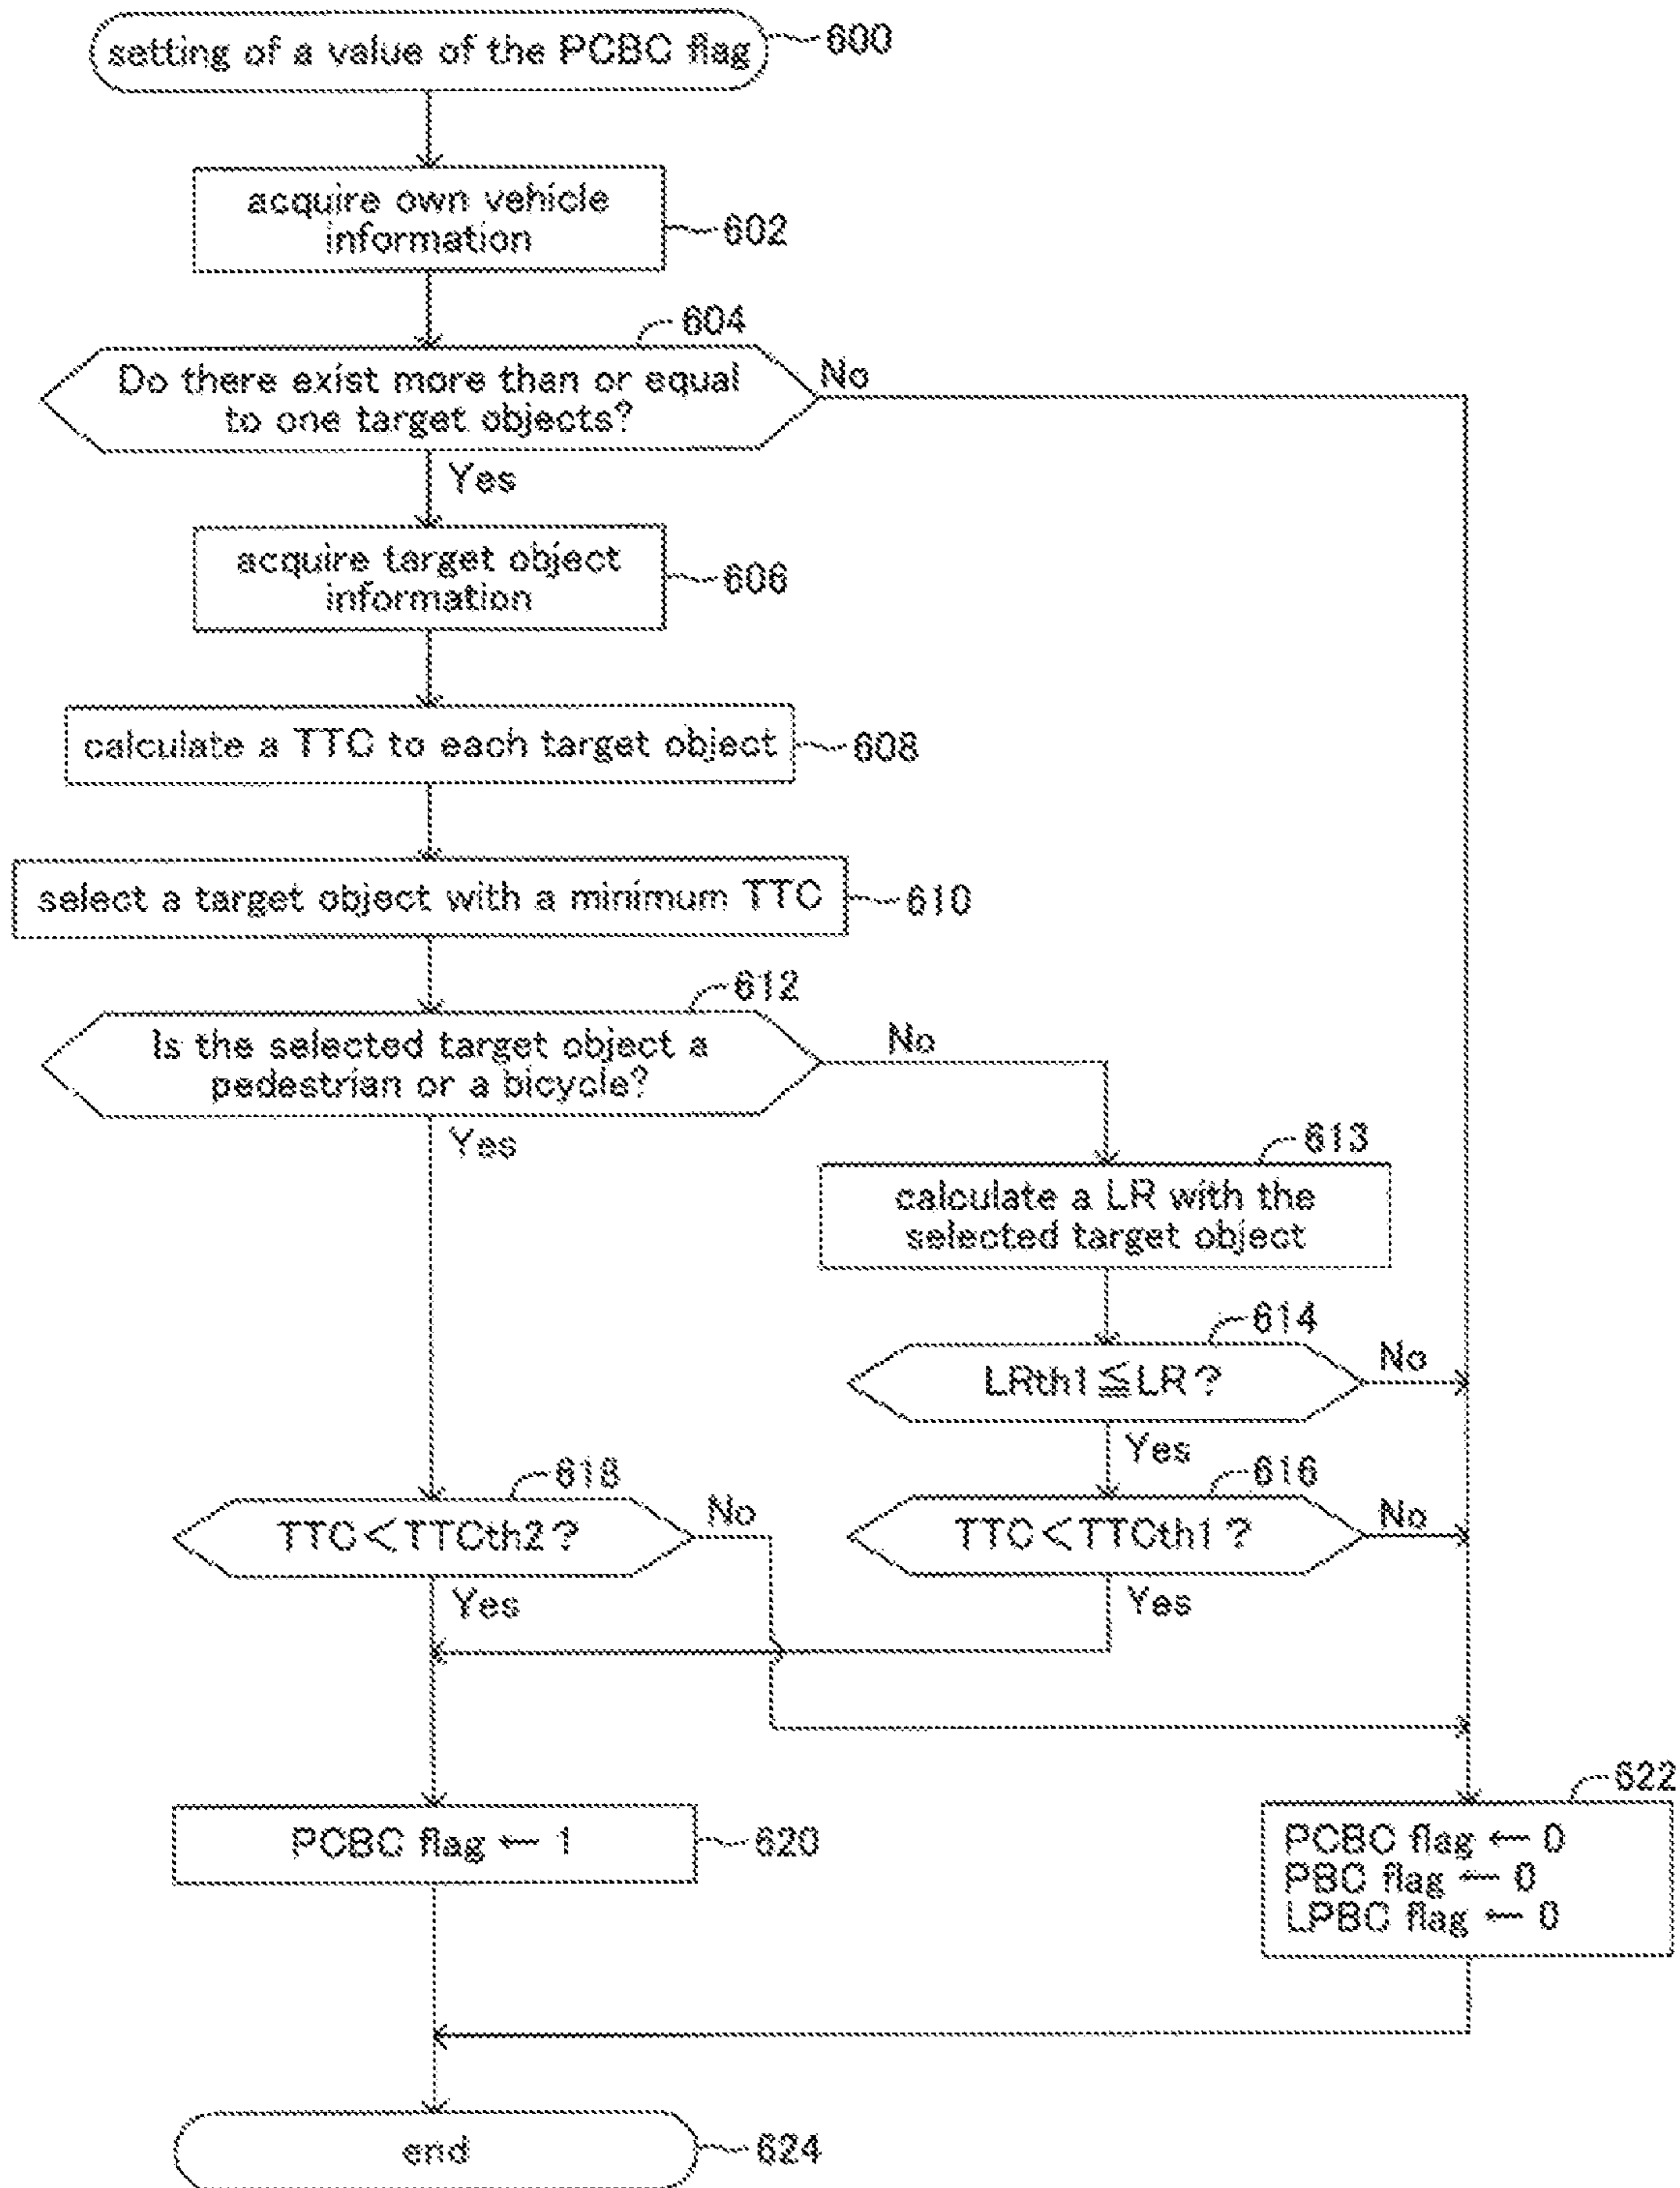 setting of a value of the PCBC flag
600
acquire own vehicle
information
602
604
Do there exist more than or equal
to one target objects?
No
Yes
acquire target object
information
606
calculate a TTC to each target object
608
select a target object with a minimum TTC
610
612
Is the selected target object a
pedestrian or a bicycle?
No
Yes
613
calculate a LR with the
selected target object
614
LRth1≦LR?
No
Yes
618
TTC<TTCth2?
No
Yes
616
TTC<TTCth1?
No
Yes
PCBC flag ← 1
620
622
PCBC flag ← 0
PBC flag ← 0
LPBC flag ← 0
end
624